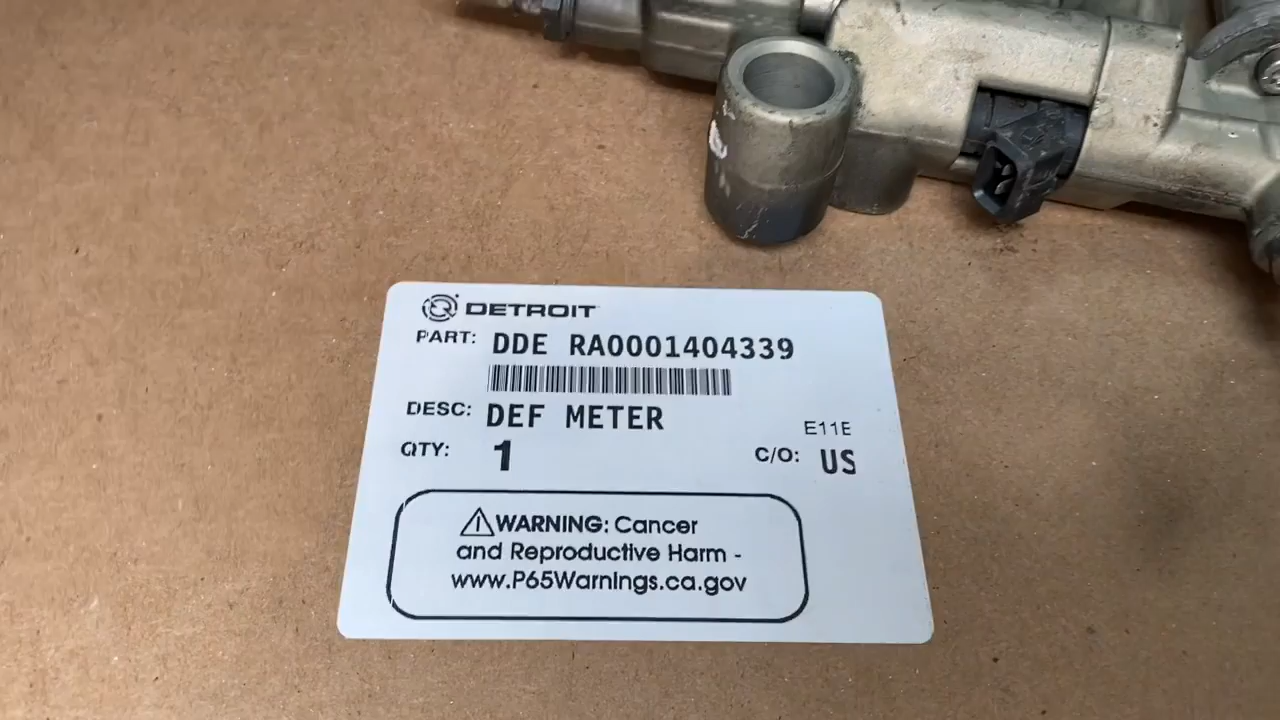 DETROIT
PART: DDE RA0001404339
DESC: DEF METER
E11E
QTY: 1
C/O: US
WARNING: Cancer
and Reproductive Harm -
www.P65Warnings.ca.gov